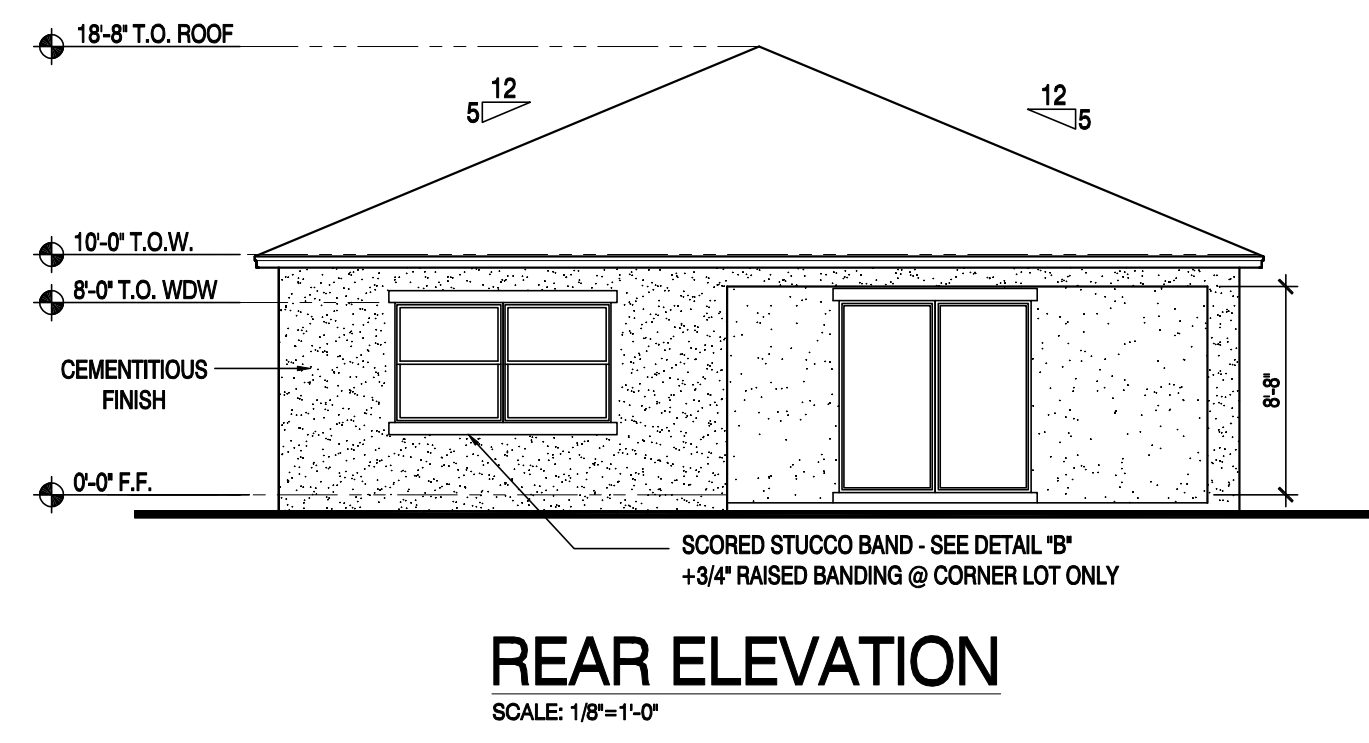 18'-8" T.O. ROOF
12
5
12
5
10'-0" T.O.W.
8'-0" T.O. WDW
CEMENTITIOUS
FINISH
8'-8"
0'-0" F.F.
SCORED STUCCO BAND - SEE DETAIL "B"
+3/4" RAISED BANDING @ CORNER LOT ONLY
REAR ELEVATION
SCALE: 1/8"=1'-0"